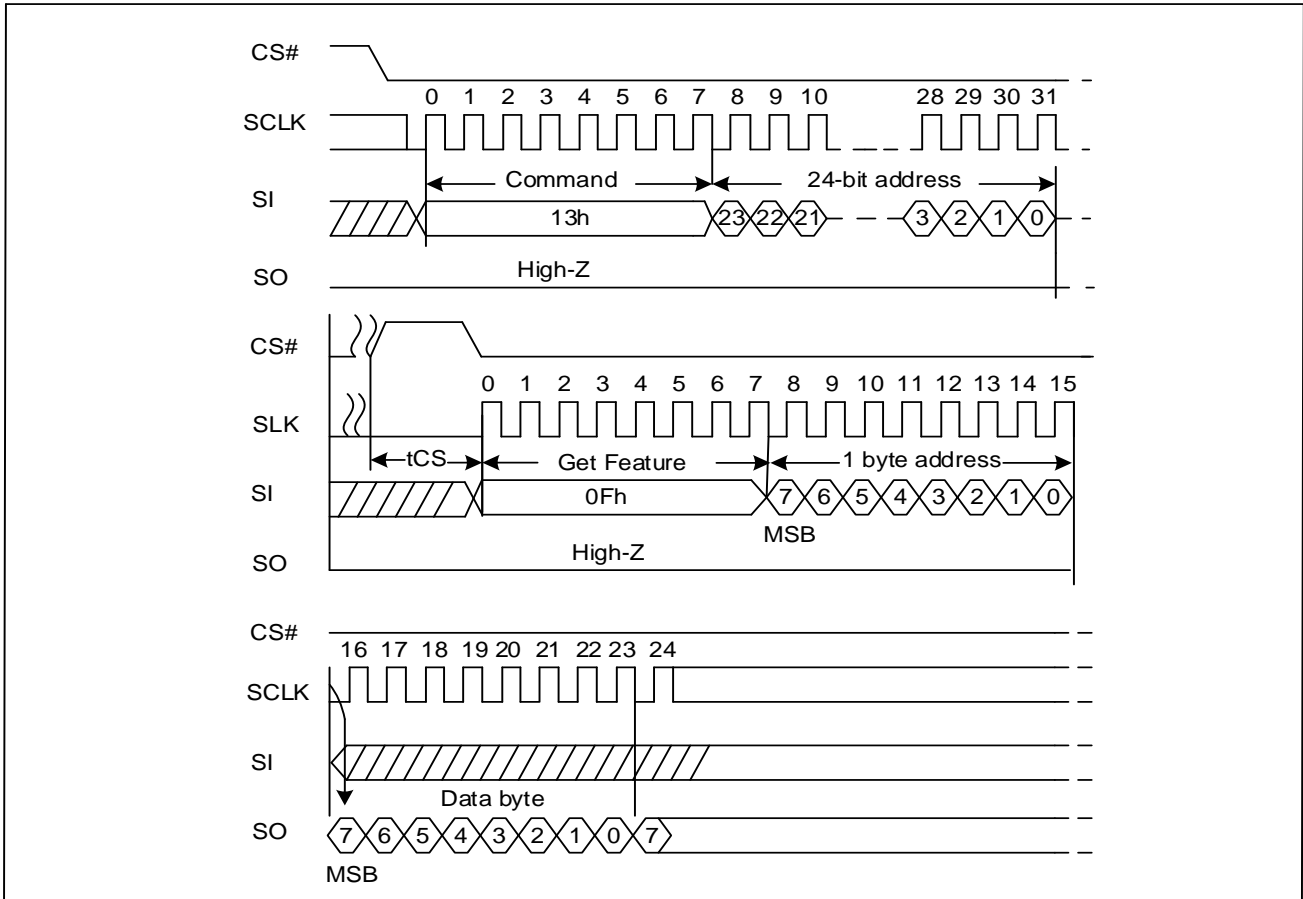 CS#
0 1 2 3 4 5 6 7 8 9 10 28 29 30 31
SCLK
Command 24-bit address
SI
13h 23 22 21 3 2 1 0
High-Z
SO
CS#
0 1 2 3 4 5 6 7 8 9 10 11 12 13 14 15
SLK
tCS Get Feature 1 byte address
SI
0Fh 7 6 5 4 3 2 1 0
MSB
High-Z
SO
CS#
16 17 18 19 20 21 22 23 24
SCLK
SI
Data byte
SO 7 6 5 4 3 2 1 0 7
MSB